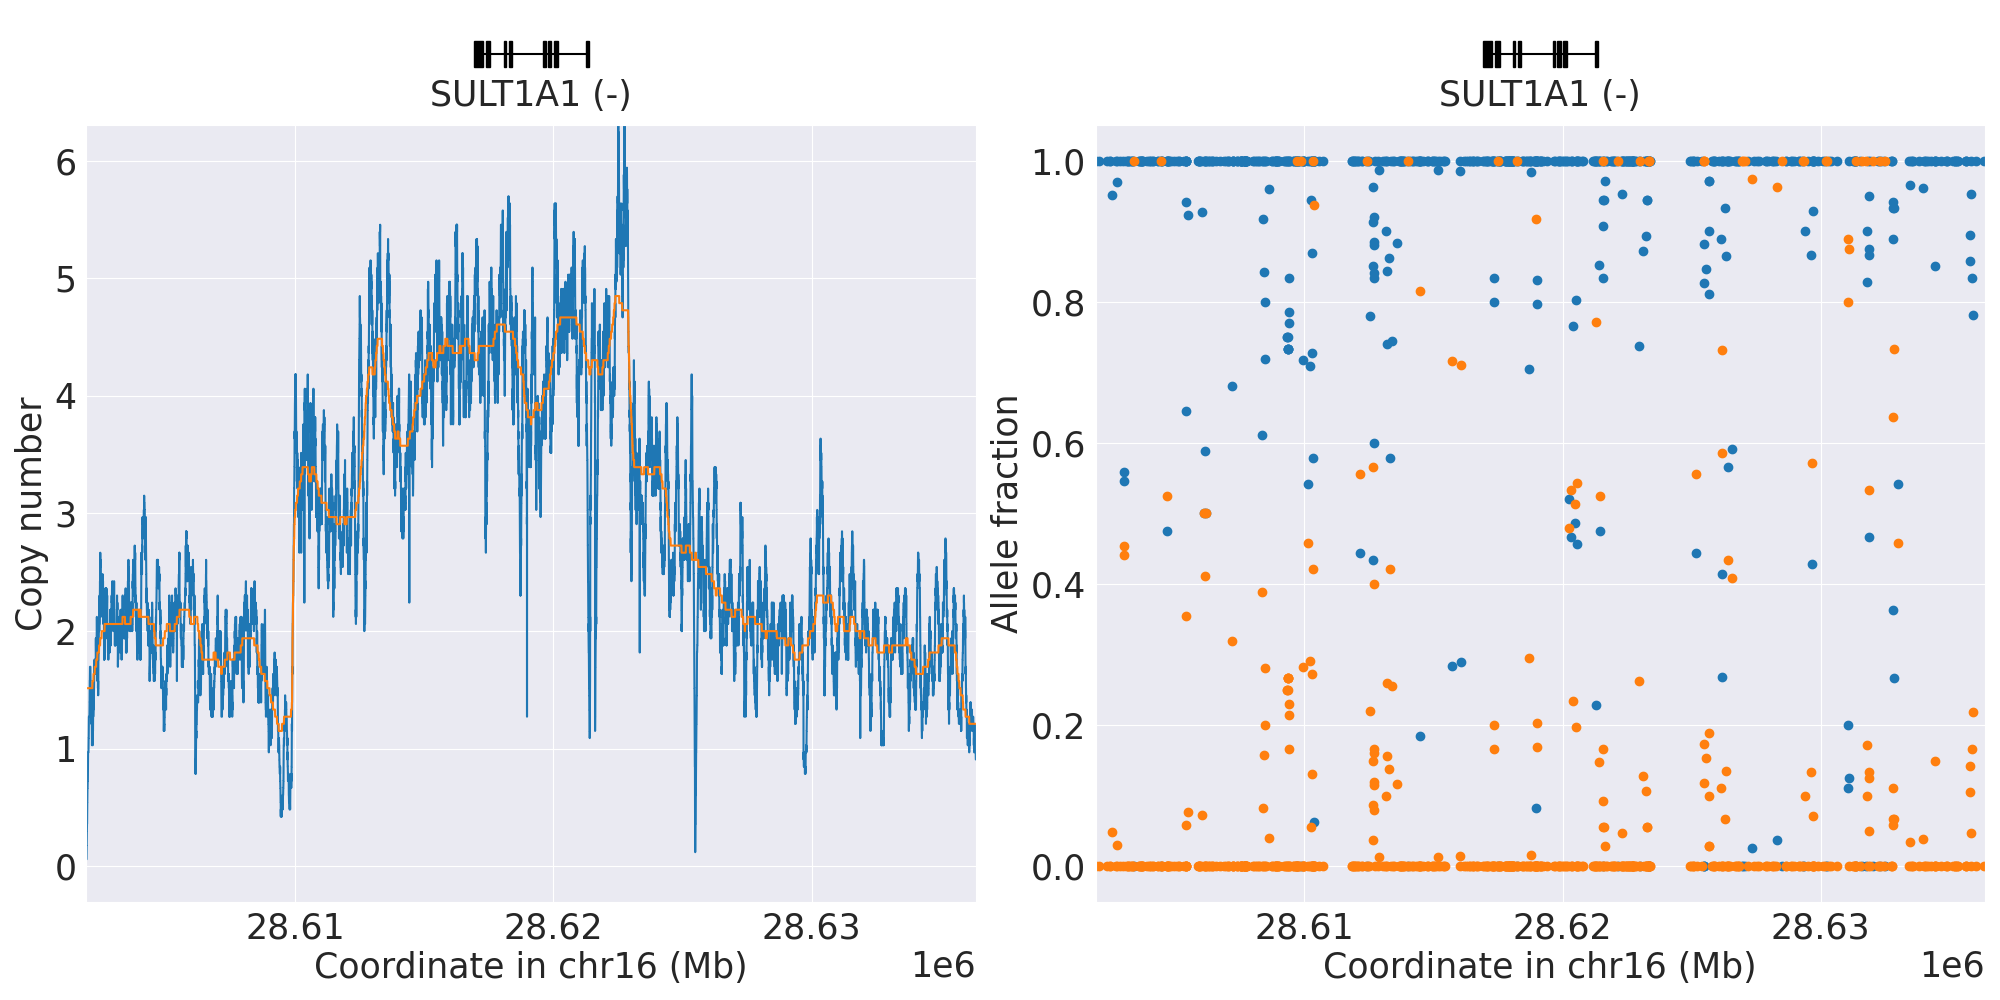 SULT1A1 (-)
6
5
4
3
2
1
0
Copy number
28.61
28.62
28.63
Coordinate in chr16 (Mb)
1e6
SULT1A1 (-)
1.0
0.8
0.6
0.4
0.2
0.0
Allele fraction
28.61
28.62
28.63
Coordinate in chr16 (Mb)
1e6